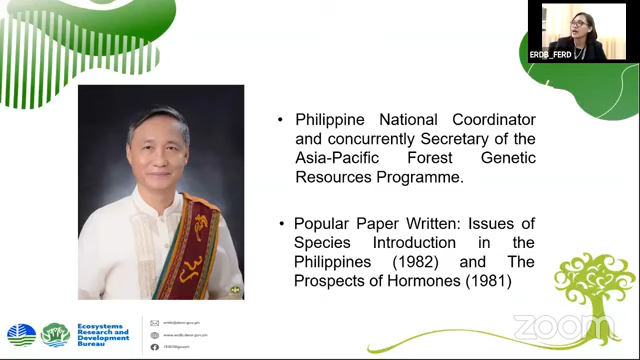 ERDB_FERD
• Philippine National Coordinator
and concurrently Secretary of the
Asia-Pacific Forest Genetic
Resources Programme.
• Popular Paper Written: Issues of
Species Introduction in the
Philippines (1982) and The
Prospects of Hormones (1981)
Ecosystems
Research and
Development
Bureau
zoom